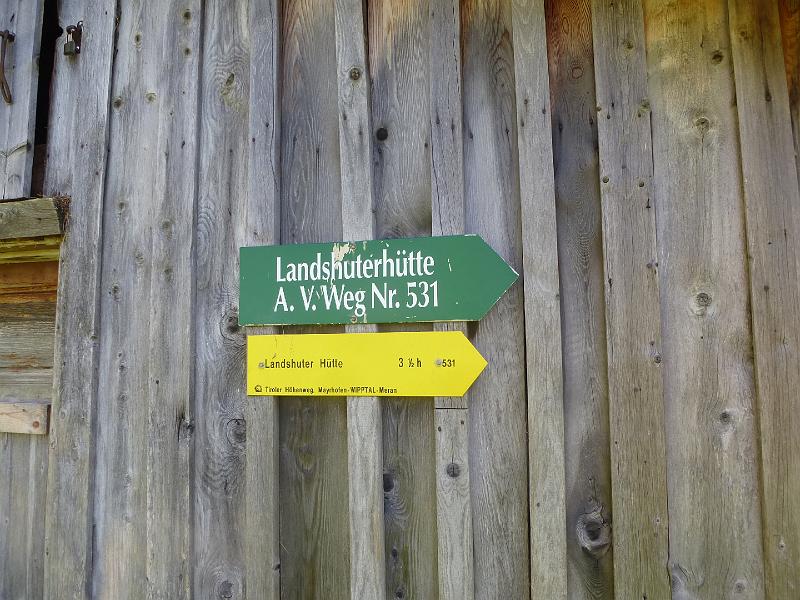 Landshuterhütte
A. V. Weg Nr. 531
Landshuter Hütte 3 ½ h 531
Tiroler Höhenweg, Mayrhofen-WIPPTAL-Meran